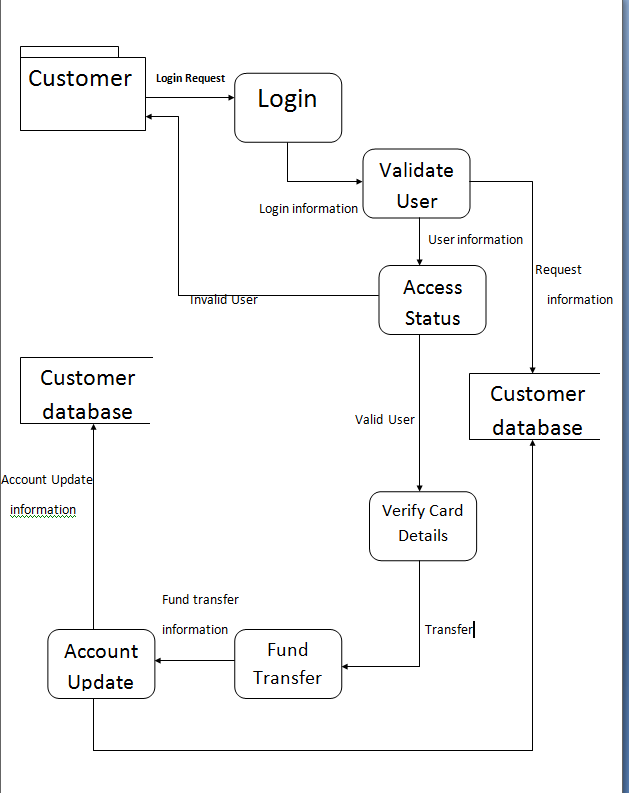 Customer
Login Request
Login
Validate
User
Login information
User information
Access
Status
Request
information
Invalid User
Customer
database
Customer
database
Valid User
Account Update
information
Verify Card
Details
Fund transfer
information
Transfer
Account
Update
Fund
Transfer